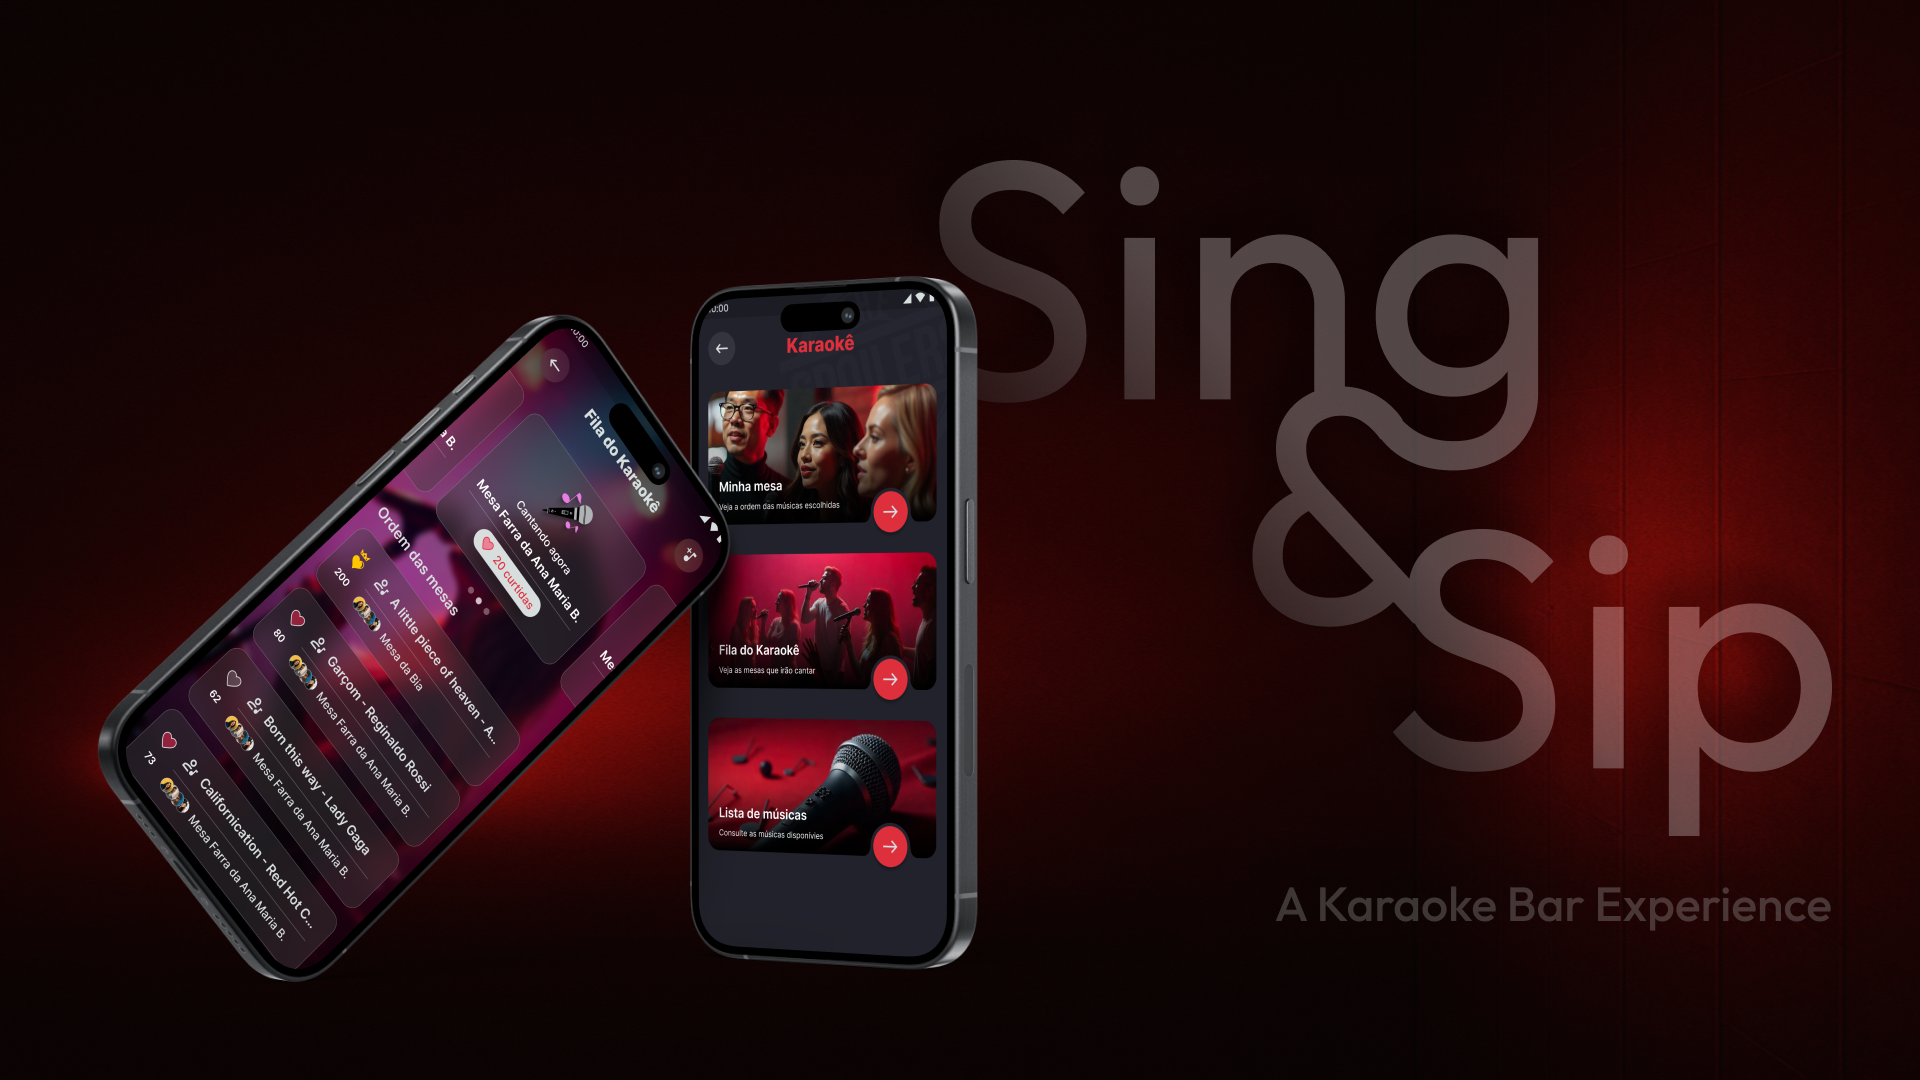 Sing
&
Sip
A Karaoke Bar Experience
Karaokê
Minha mesa
Veja a ordem das músicas escolhidas
Fila do Karaokê
Veja as mesas que irão cantar
Lista de músicas
Consulte as músicas disponívies
Fila do Karaokê
Cantando agora
Mesa Farra da Ana Maria B.
20 curtidas
a B.
Me
Ordem das mesas
200
A little piece of heaven - A...
Mesa da Bia
80
Garçom - Reginaldo Rossi
Mesa Farra da Ana Maria B.
62
Born this way - Lady Gaga
Mesa Farra da Ana Maria B.
73
Californication - Red Hot C...
Mesa Farra da Ana Maria B.